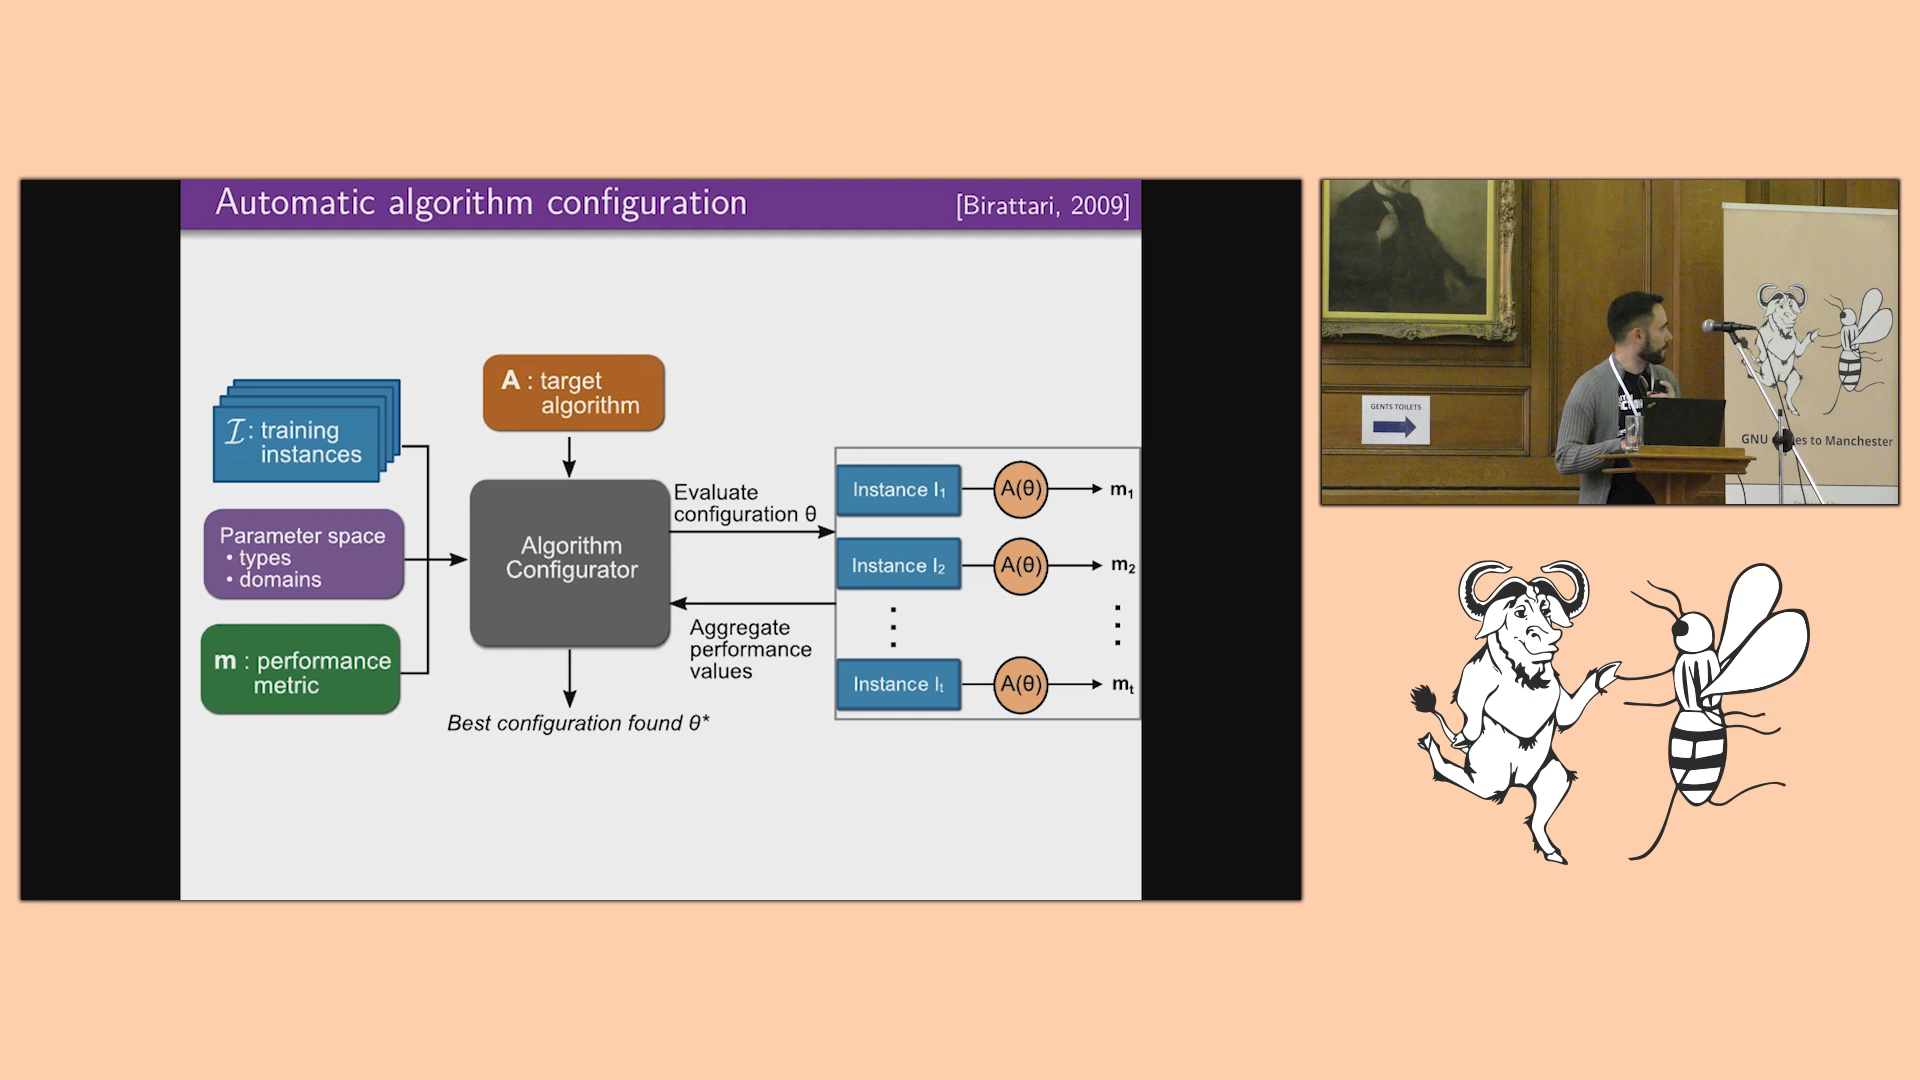 Automatic algorithm configuration
[Birattari, 2009]
A : target
algorithm
I : training
instances
Parameter space
• types
• domains
m : performance
metric
Algorithm
Configurator
Evaluate
configuration θ
Aggregate
performance
values
Best configuration found θ*
Instance I₁
A(θ)
m₁
Instance I₂
A(θ)
m₂
Instance Iₜ
A(θ)
mₜ
GENTS TOILETS
GNU
es to Manchester